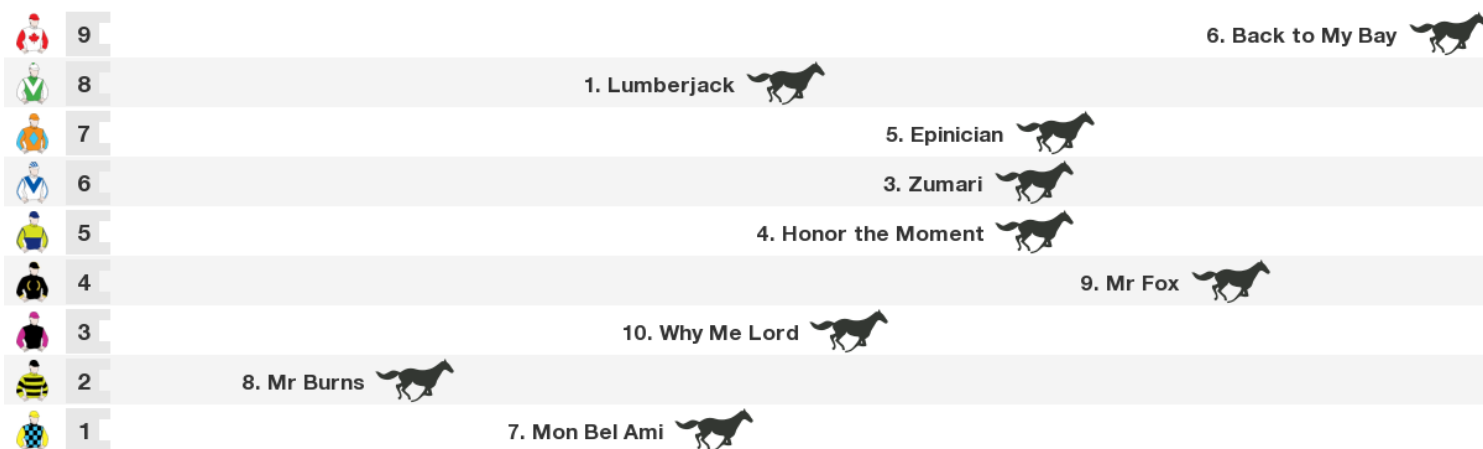 9 6. Back to My Bay
8 1. Lumberjack
7 5. Epinician
6 3. Zumari
5 4. Honor the Moment
4 9. Mr Fox
3 10. Why Me Lord
2 8. Mr Burns
1 7. Mon Bel Ami